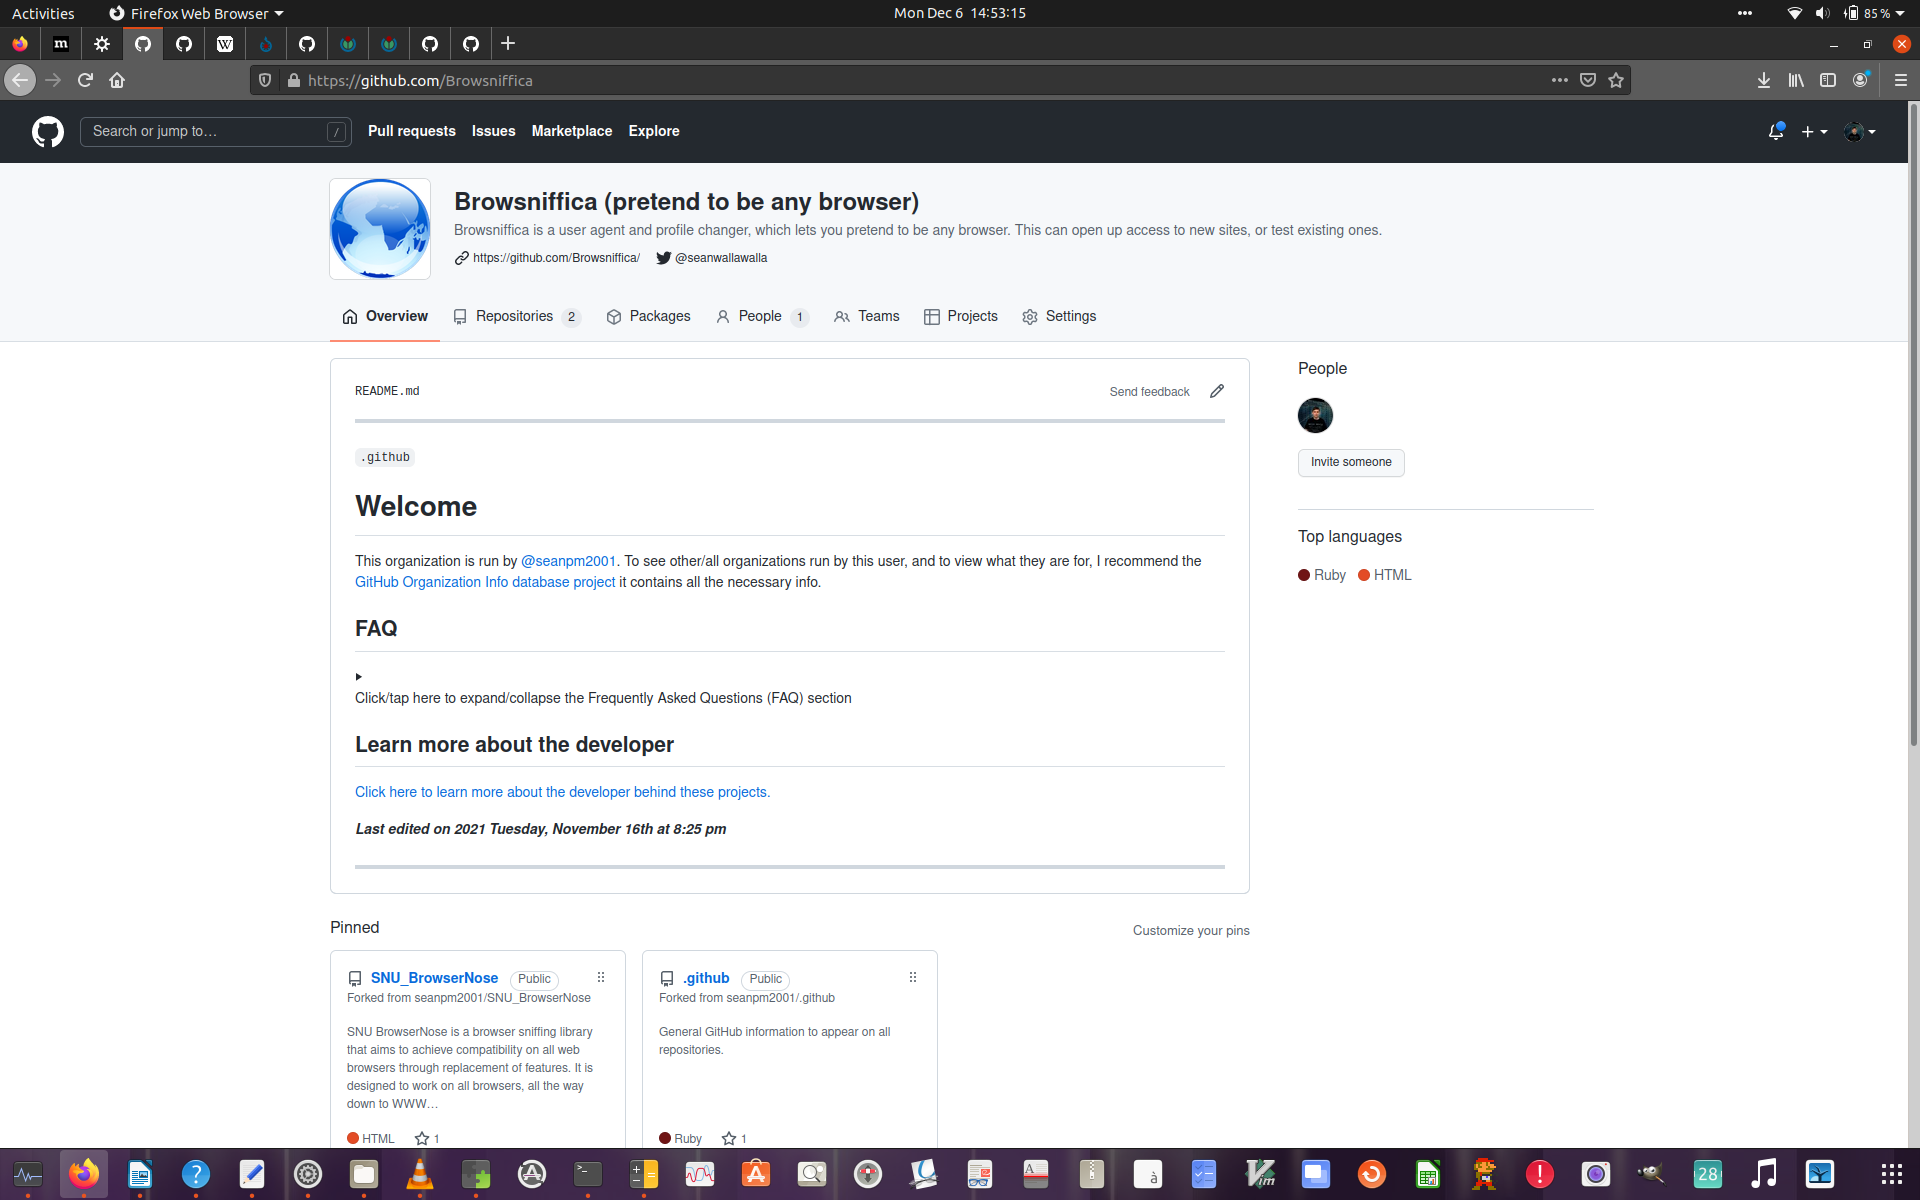 Activities
Firefox Web Browser
Mon Dec 6 14:53:15
85 %
m
W
https://github.com/Browsniffica
Search or jump to…
/
Pull requests
Issues
Marketplace
Explore
Browsniffica (pretend to be any browser)
Browsniffica is a user agent and profile changer, which lets you pretend to be any browser. This can open up access to new sites, or test existing ones.
https://github.com/Browsniffica/
@seanwallawalla
Overview
Repositories 2
Packages
People 1
Teams
Projects
Settings
README.md
Send feedback
.github
Welcome
This organization is run by @seanpm2001. To see other/all organizations run by this user, and to view what they are for, I recommend the
GitHub Organization Info database project it contains all the necessary info.
FAQ
Click/tap here to expand/collapse the Frequently Asked Questions (FAQ) section
Learn more about the developer
Click here to learn more about the developer behind these projects.
Last edited on 2021 Tuesday, November 16th at 8:25 pm
People
Invite someone
Top languages
Ruby
HTML
Pinned
Customize your pins
SNU_BrowserNose
Public
Forked from seanpm2001/SNU_BrowserNose
SNU BrowserNose is a browser sniffing library
that aims to achieve compatibility on all web
browsers through replacement of features. It is
designed to work on all browsers, all the way
down to WWW…
HTML
1
.github
Public
Forked from seanpm2001/.github
General GitHub information to appear on all
repositories.
Ruby
1
?
>_
A
à
Vim
!
28